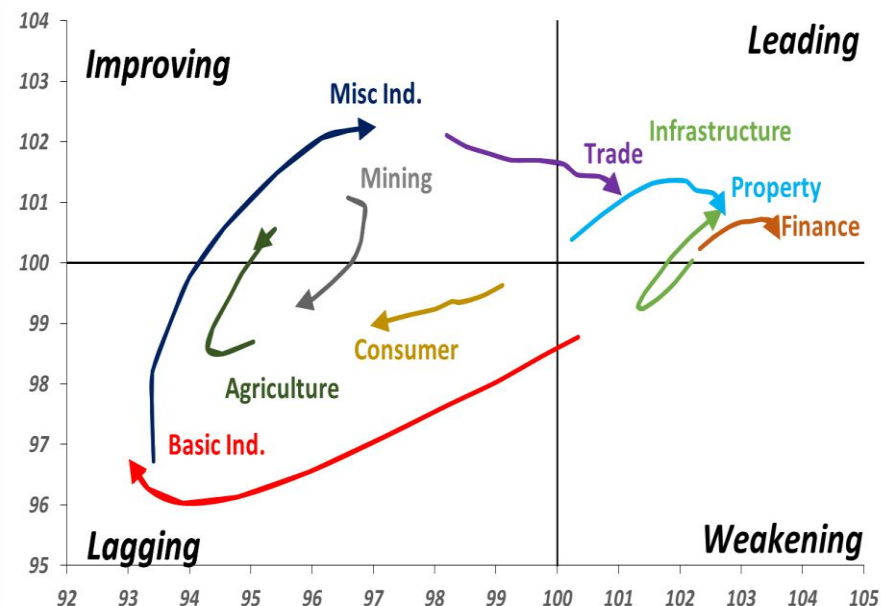 104
103
102
101
100
99
98
97
96
95
92 93 94 95 96 97 98 99 100 101 102 103 104 105
Improving
Leading
Misc Ind.
Infrastructure
Trade
Mining
Property
Finance
Consumer
Agriculture
Basic Ind.
Lagging
Weakening